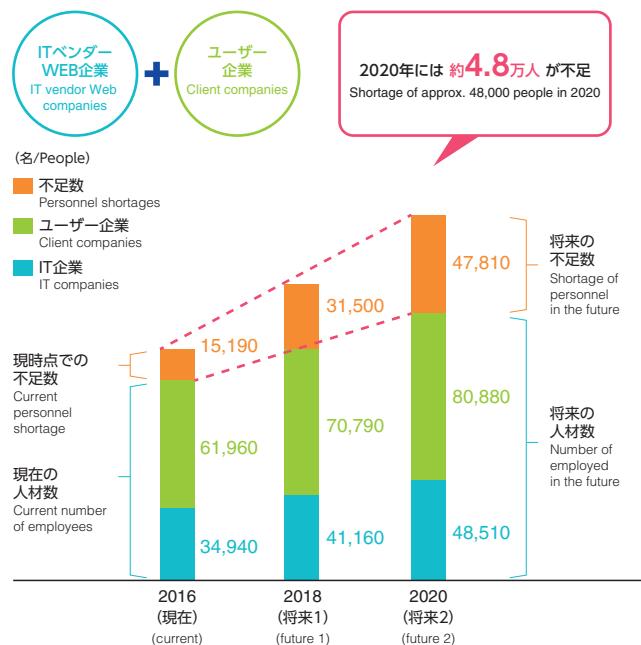 ITベンダー
WEB企業
IT vendor Web
companies
ユーザー
企業
Client companies
2020年には 約4.8万人 が不足
Shortage of approx. 48,000 people in 2020
(名/People)
不足数
Personnel shortages
ユーザー企業
Client companies
IT企業
IT companies
現時点での
不足数
Current
personnel
shortage
現在の
人材数
Current number
of employees
15,190
61,960
34,940
31,500
70,790
41,160
47,810
80,880
48,510
将来の
不足数
Shortage of
personnel
in the future
将来の
人材数
Number of
employed
in the future
2016
(現在)
(current)
2018
(将来1)
(future 1)
2020
(将来2)
(future 2)